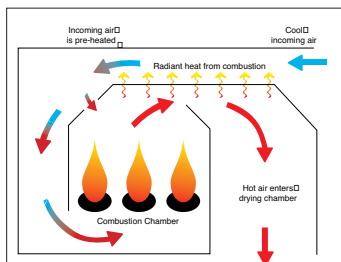 Incoming air
is pre-heated
Cool
incoming air
Radiant heat from combustion
Hot air enters
drying chamber
Combustion Chamber